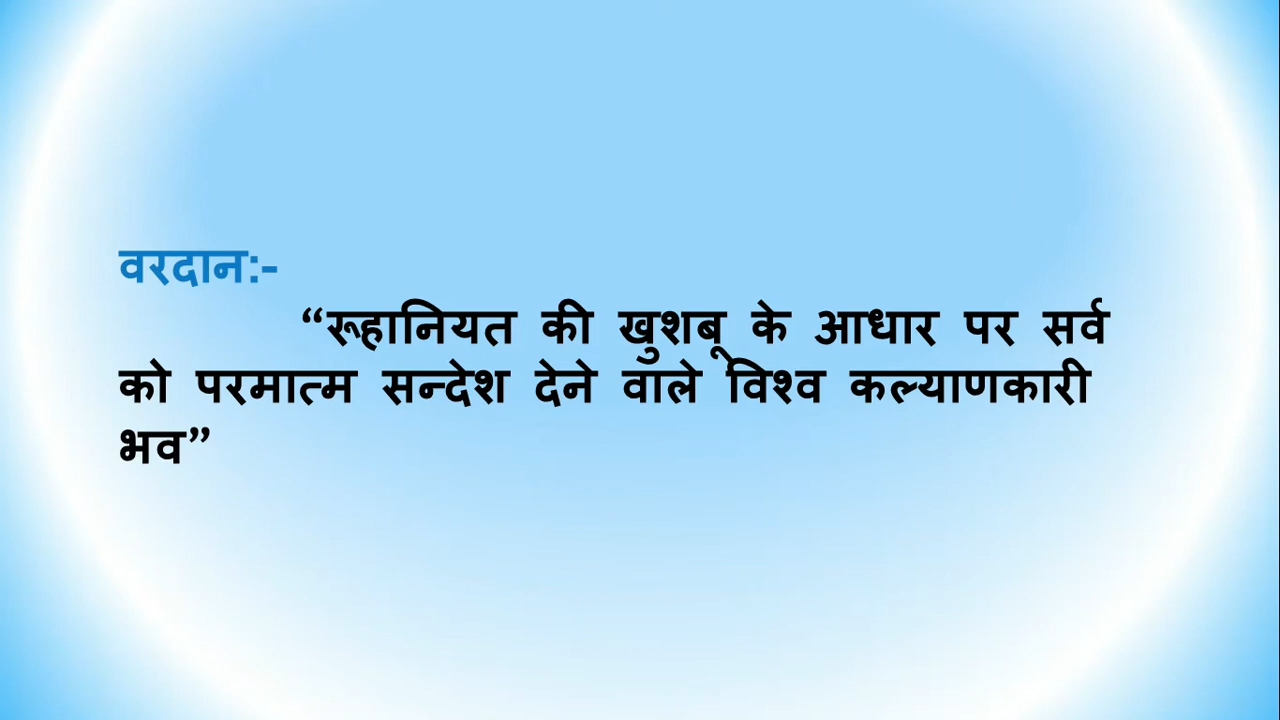 वरदान:-
“रूहानियत की खुशबू के आधार पर सर्व
को परमात्म सन्देश देने वाले विश्व कल्याणकारी
भव”